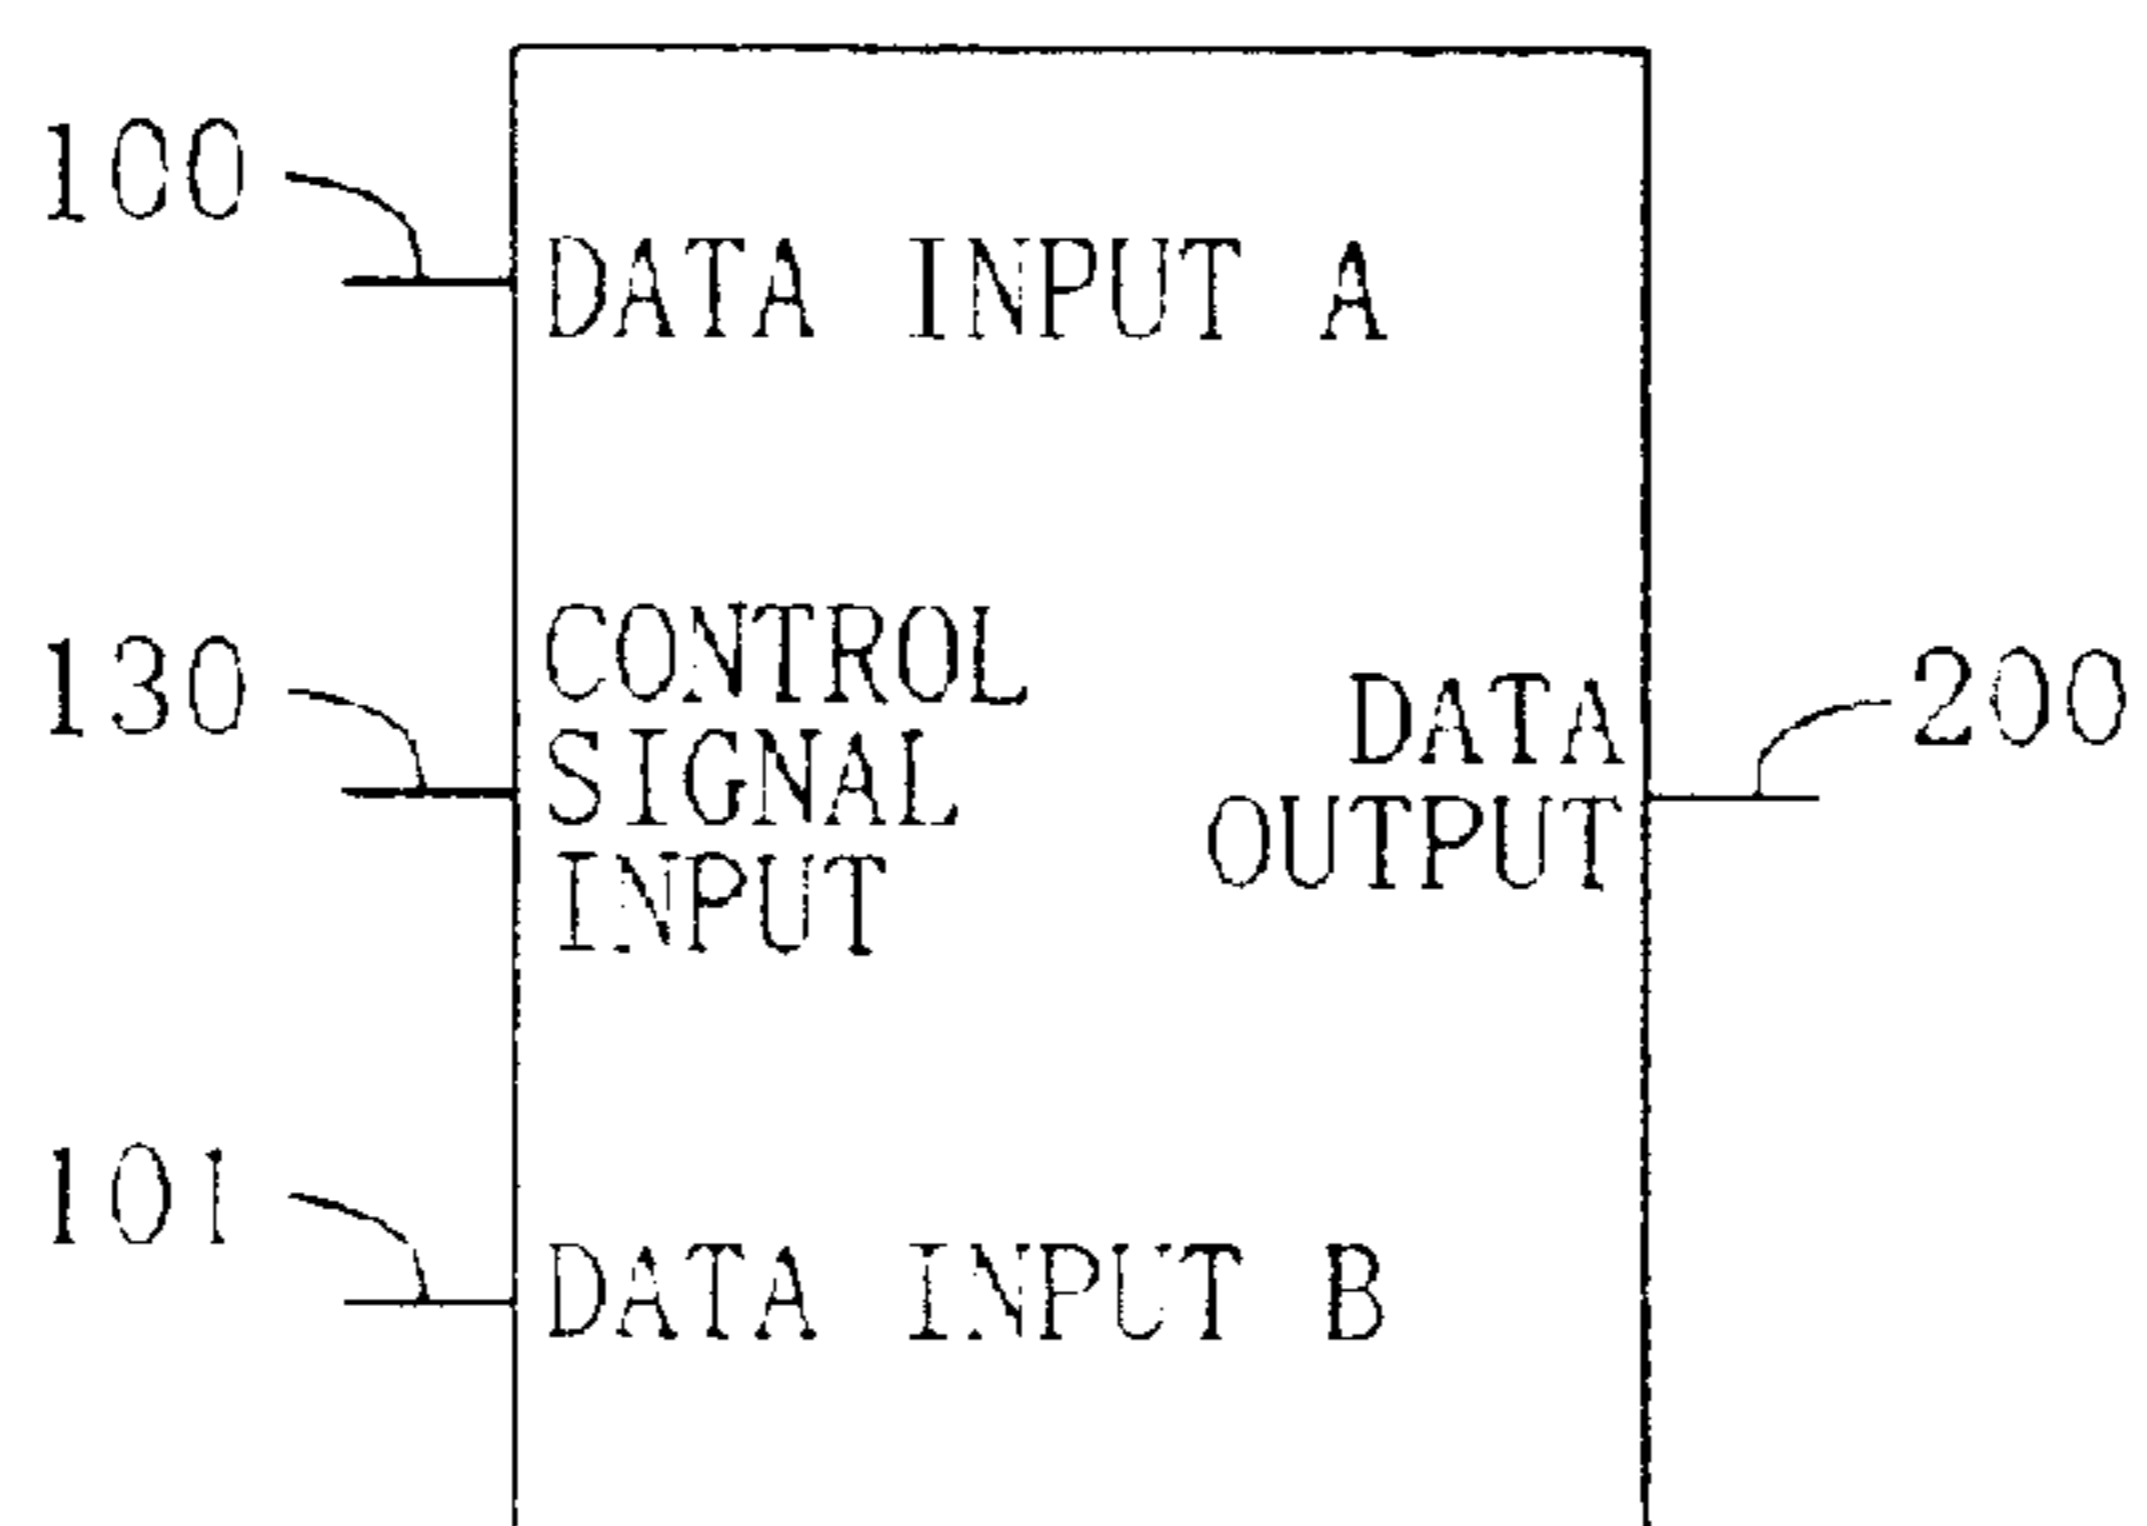 100
DATA INPUT A
130
CONTROL
SIGNAL
INPUT
DATA
OUTPUT
200
101
DATA INPUT B